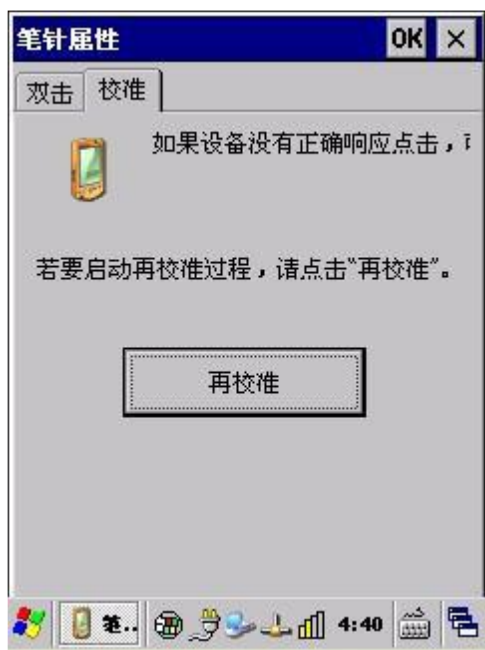 笔针属性 OK ×
双击 校准
如果设备没有正确响应点击，
若要启动再校准过程，请点击"再校准"。
再校准
笔.. 4:40